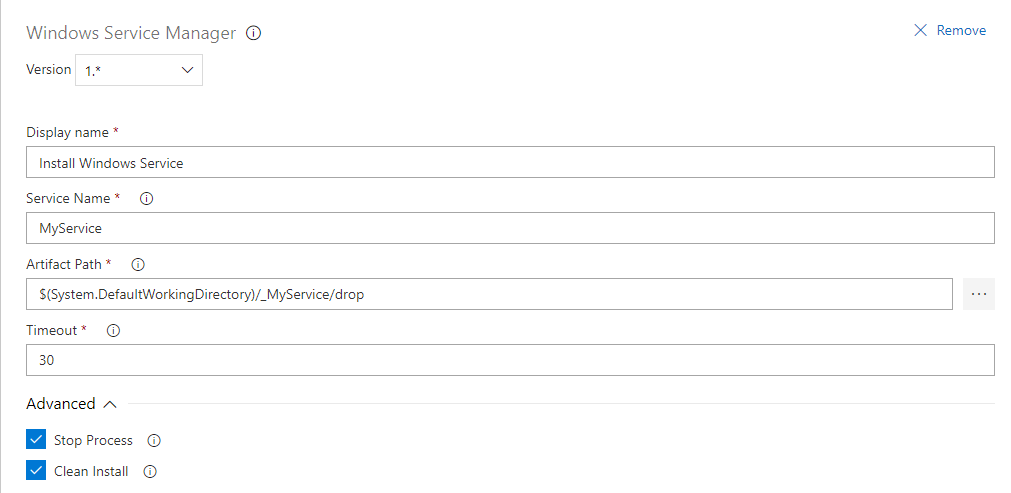 Windows Service Manager
Remove
Version 1.*
Display name *
Install Windows Service
Service Name *
MyService
Artifact Path *
$(System.DefaultWorkingDirectory)/_MyService/drop
...
Timeout *
30
Advanced
Stop Process
Clean Install